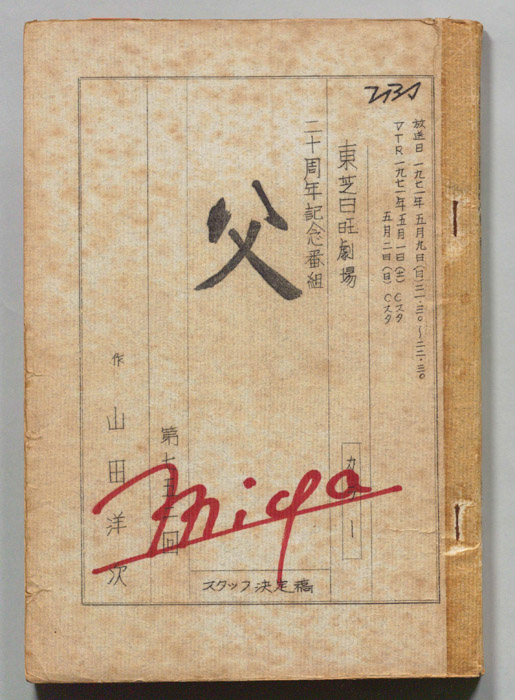 TBS
放送日 一九七一年 五月九日(日)二一・三〇〜二二・三〇
VTR 一九七一年 五月一日(土) Cスタ
五月二日(日) Cスタ
東芝日旺劇場
カラー
二十周年記念番組
父
スタッフ決定稿
第七五二回
作 山田洋次